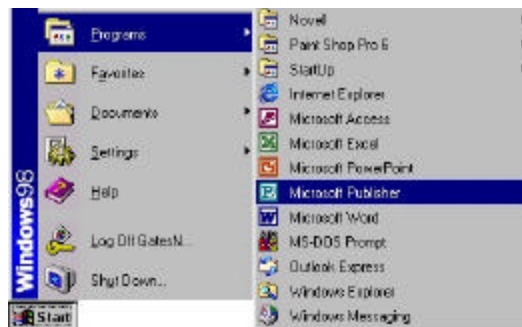 Programs
Favorites
Documents
Settings
Help
Log Off GatesN...
Shut Down...
Windows98
Start
Novell
Paint Shop Pro 6
StartUp
Internet Explorer
Microsoft Access
Microsoft Excel
Microsoft PowerPoint
Microsoft Publisher
Microsoft Word
MS-DOS Prompt
Outlook Express
Windows Explorer
Windows Messaging